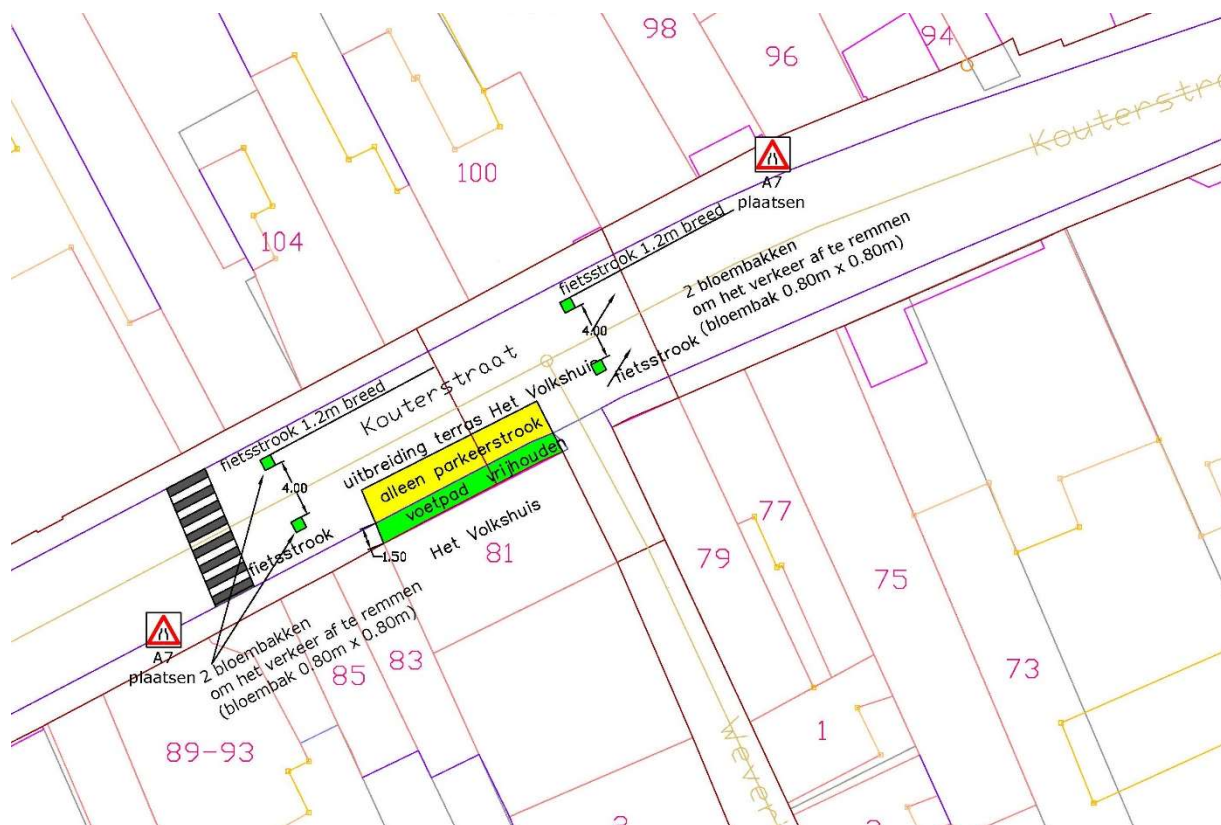 98
96
94
Kouterstr
100
104
A7
plaatsen
fietsstrook 1.2m breed
2 bloembakken
om het verkeer af te remmen
(bloembak 0.80m x 0.80m)
4.00
fietsstrook
Kouterstraat
fietsstrook 1.2m breed
uitbreiding terras Het Volkshuis
alleen parkeerstrook
voetpad vrijhouden
4.00
fietsstrook
1.50
Het Volkshuis
81
77
79
75
73
A7
plaatsen
2 bloembakken
om het verkeer af te remmen
(bloembak 0.80m x 0.80m)
85
83
89-93
1
Weveri